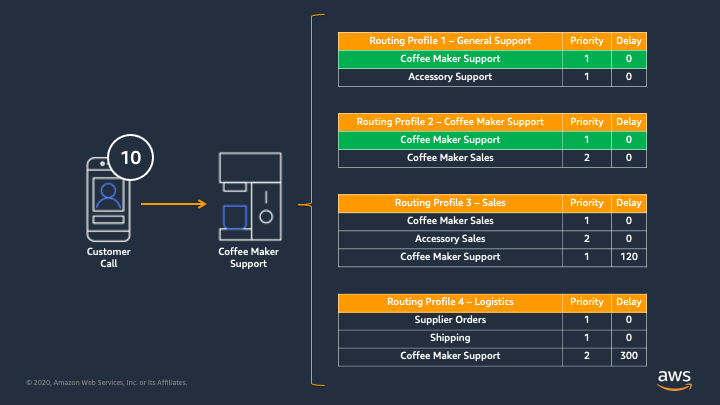 10
Customer
Call
Coffee Maker
Support
Routing Profile 1 – General Support Priority Delay
Coffee Maker Support 1 0
Accessory Support 1 0
Routing Profile 2 – Coffee Maker Support Priority Delay
Coffee Maker Support 1 0
Coffee Maker Sales 2 0
Routing Profile 3 – Sales Priority Delay
Coffee Maker Sales 1 0
Accessory Sales 2 0
Coffee Maker Support 1 120
Routing Profile 4 – Logistics Priority Delay
Supplier Orders 1 0
Shipping 1 0
Coffee Maker Support 2 300
© 2020, Amazon Web Services, Inc. or its Affiliates.
aws